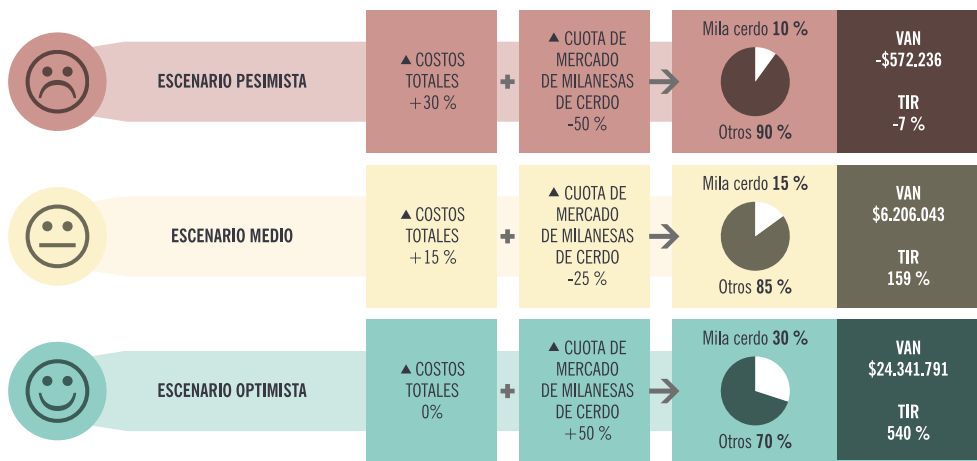 ESCENARIO PESIMISTA
▲ COSTOS
TOTALES
+30 %
+
▲ CUOTA DE
MERCADO
DE MILANESAS
DE CERDO
-50 %
Mila cerdo 10 %
Otros 90 %
VAN
-$572.236
TIR
-7 %
ESCENARIO MEDIO
▲ COSTOS
TOTALES
+15 %
+
▲ CUOTA DE
MERCADO
DE MILANESAS
DE CERDO
-25 %
Mila cerdo 15 %
Otros 85 %
VAN
$6.206.043
TIR
159 %
ESCENARIO OPTIMISTA
▲ COSTOS
TOTALES
0%
+
▲ CUOTA DE
MERCADO
DE MILANESAS
DE CERDO
+50 %
Mila cerdo 30 %
Otros 70 %
VAN
$24.341.791
TIR
540 %